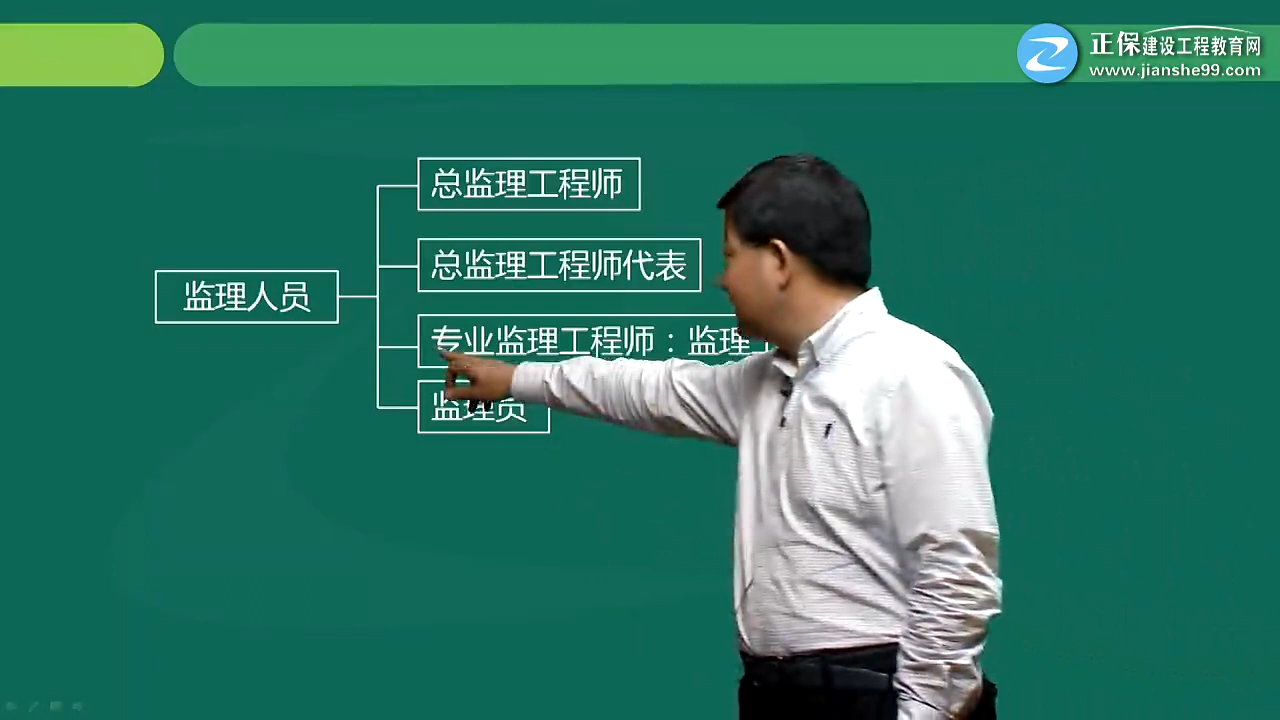 正保建设工程教育网
www.jianshe99.com
总监理工程师
总监理工程师代表
监理人员
专业监理工程师：监理
监理员